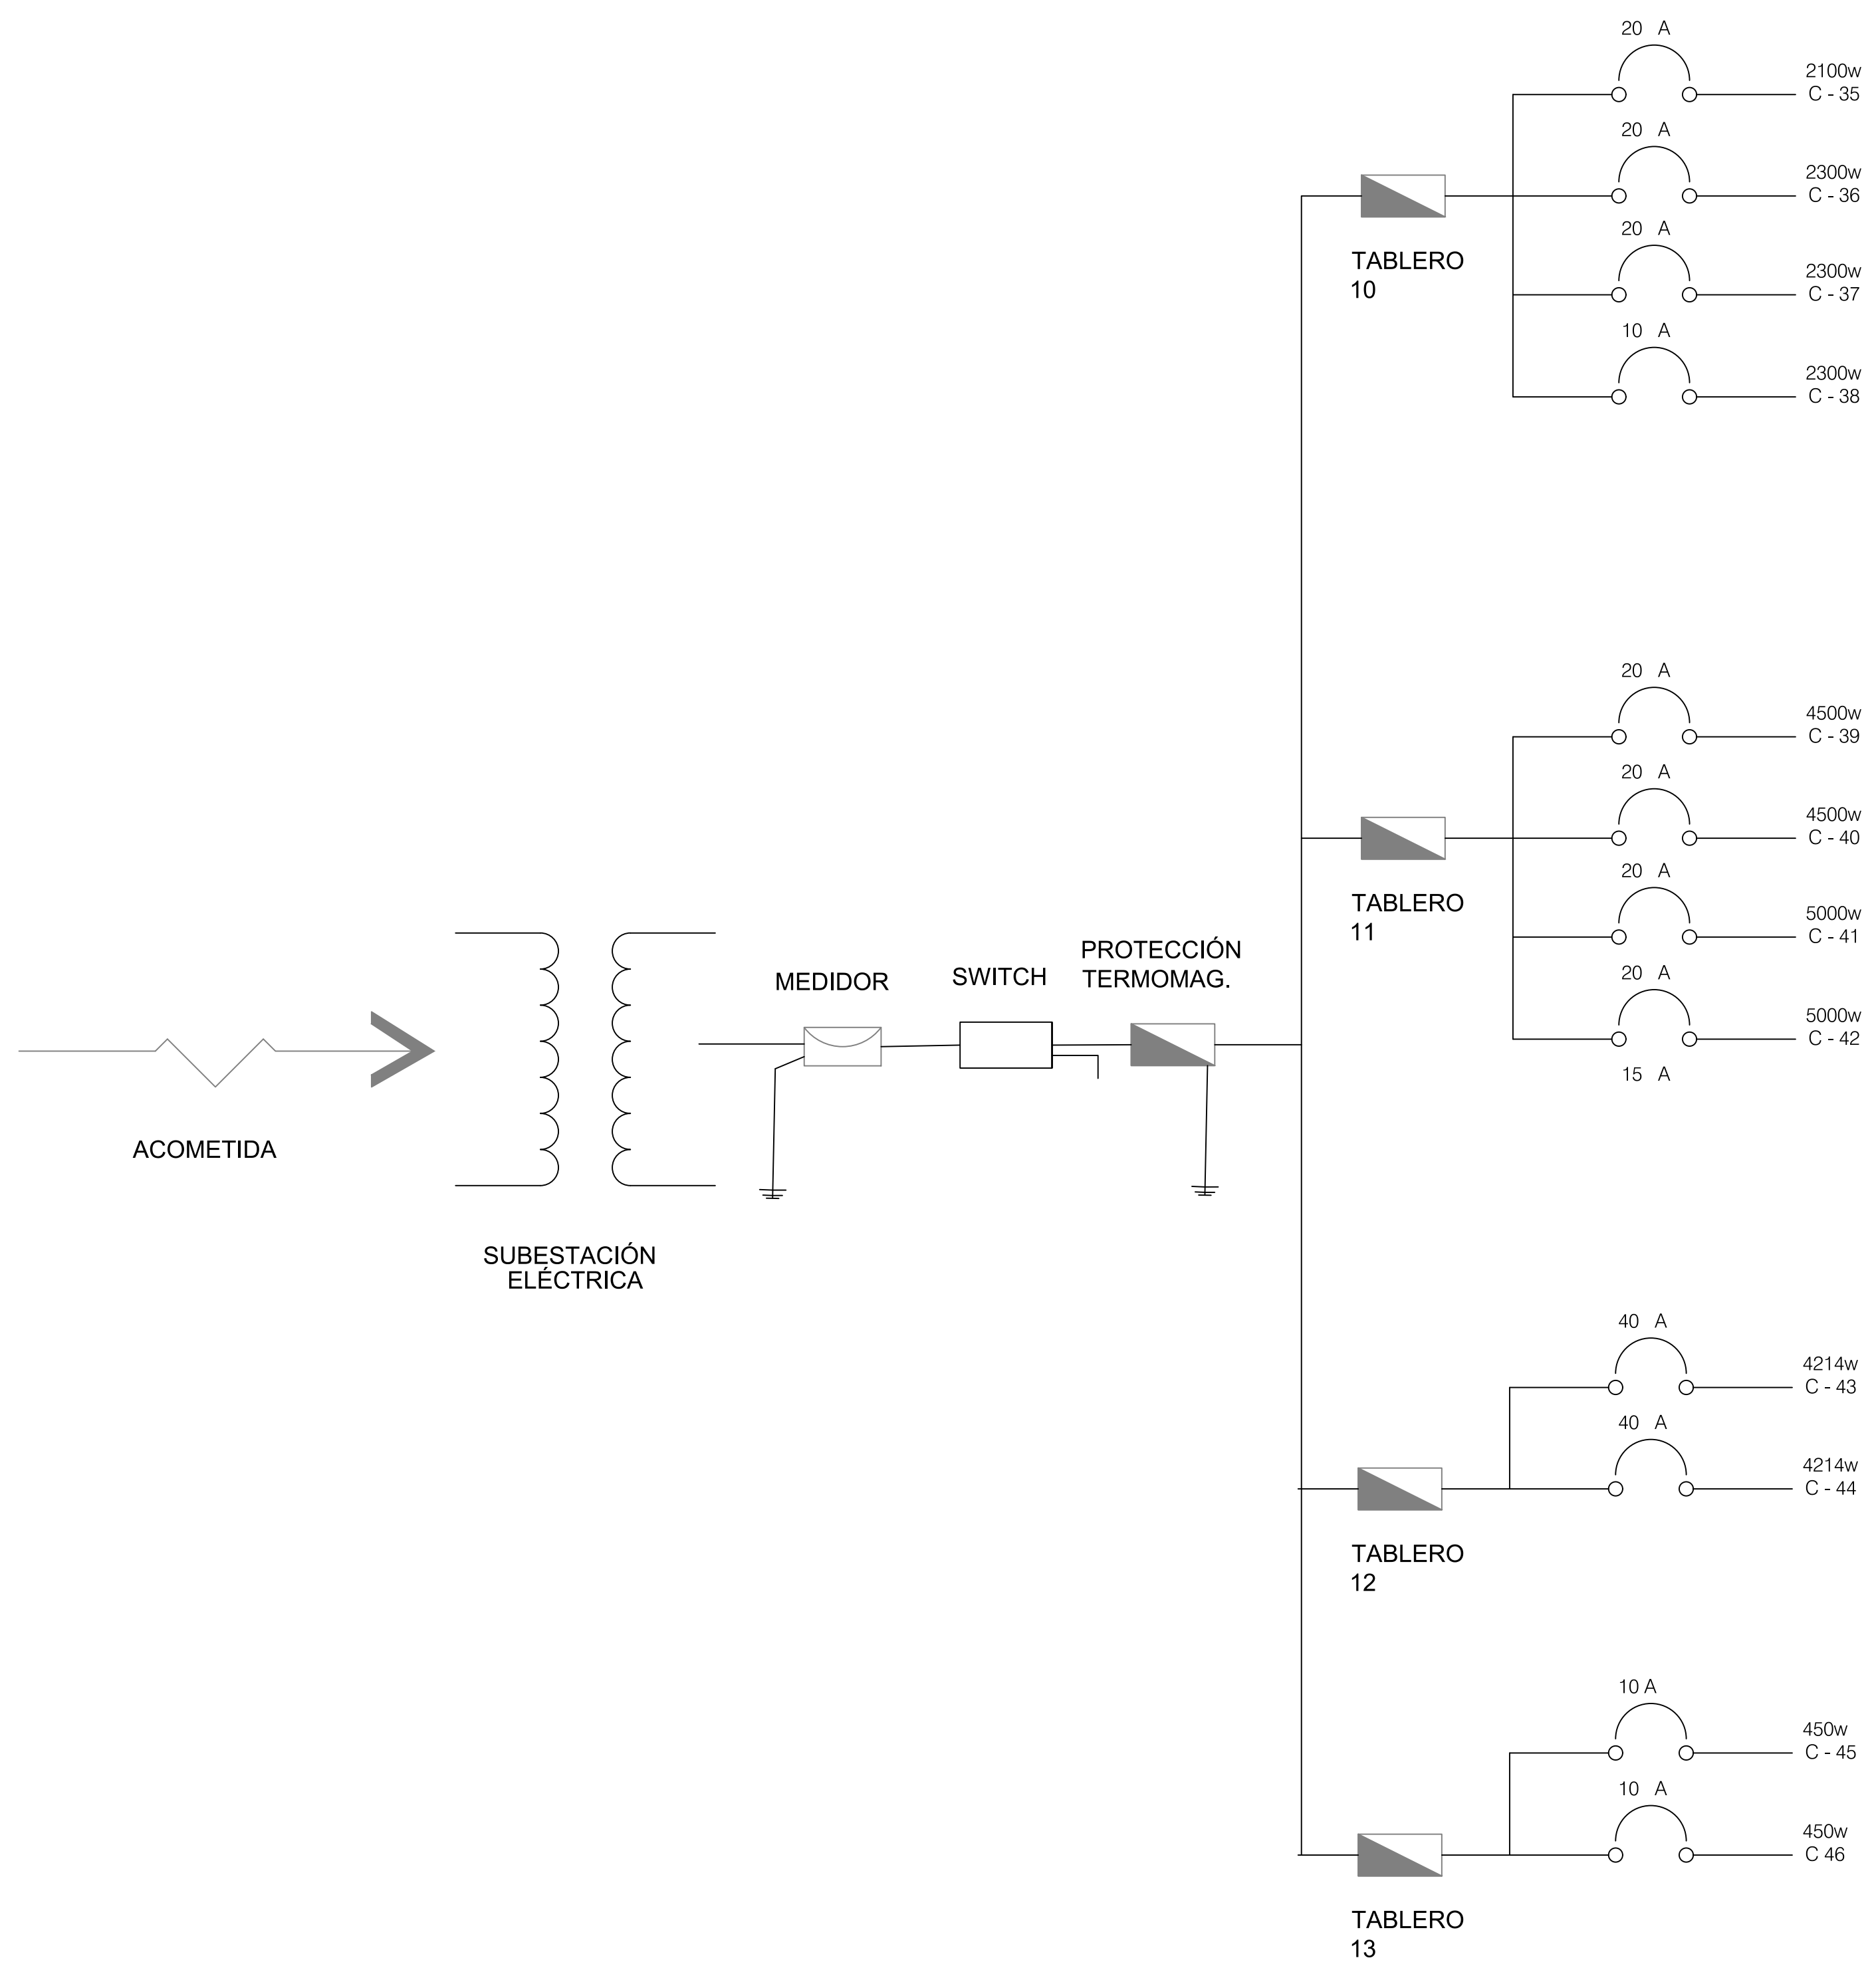 20 A
2100w
C - 35
20 A
2300w
C - 36
20 A
2300w
C - 37
10 A
2300w
C - 38
TABLERO
10
20 A
4500w
C - 39
20 A
4500w
C - 40
20 A
5000w
C - 41
20 A
5000w
C - 42
15 A
TABLERO
11
PROTECCIÓN
TERMOMAG.
SWITCH
MEDIDOR
ACOMETIDA
SUBESTACIÓN
ELÉCTRICA
40 A
4214w
C - 43
40 A
4214w
C - 44
TABLERO
12
10 A
450w
C - 45
10 A
450w
C 46
TABLERO
13